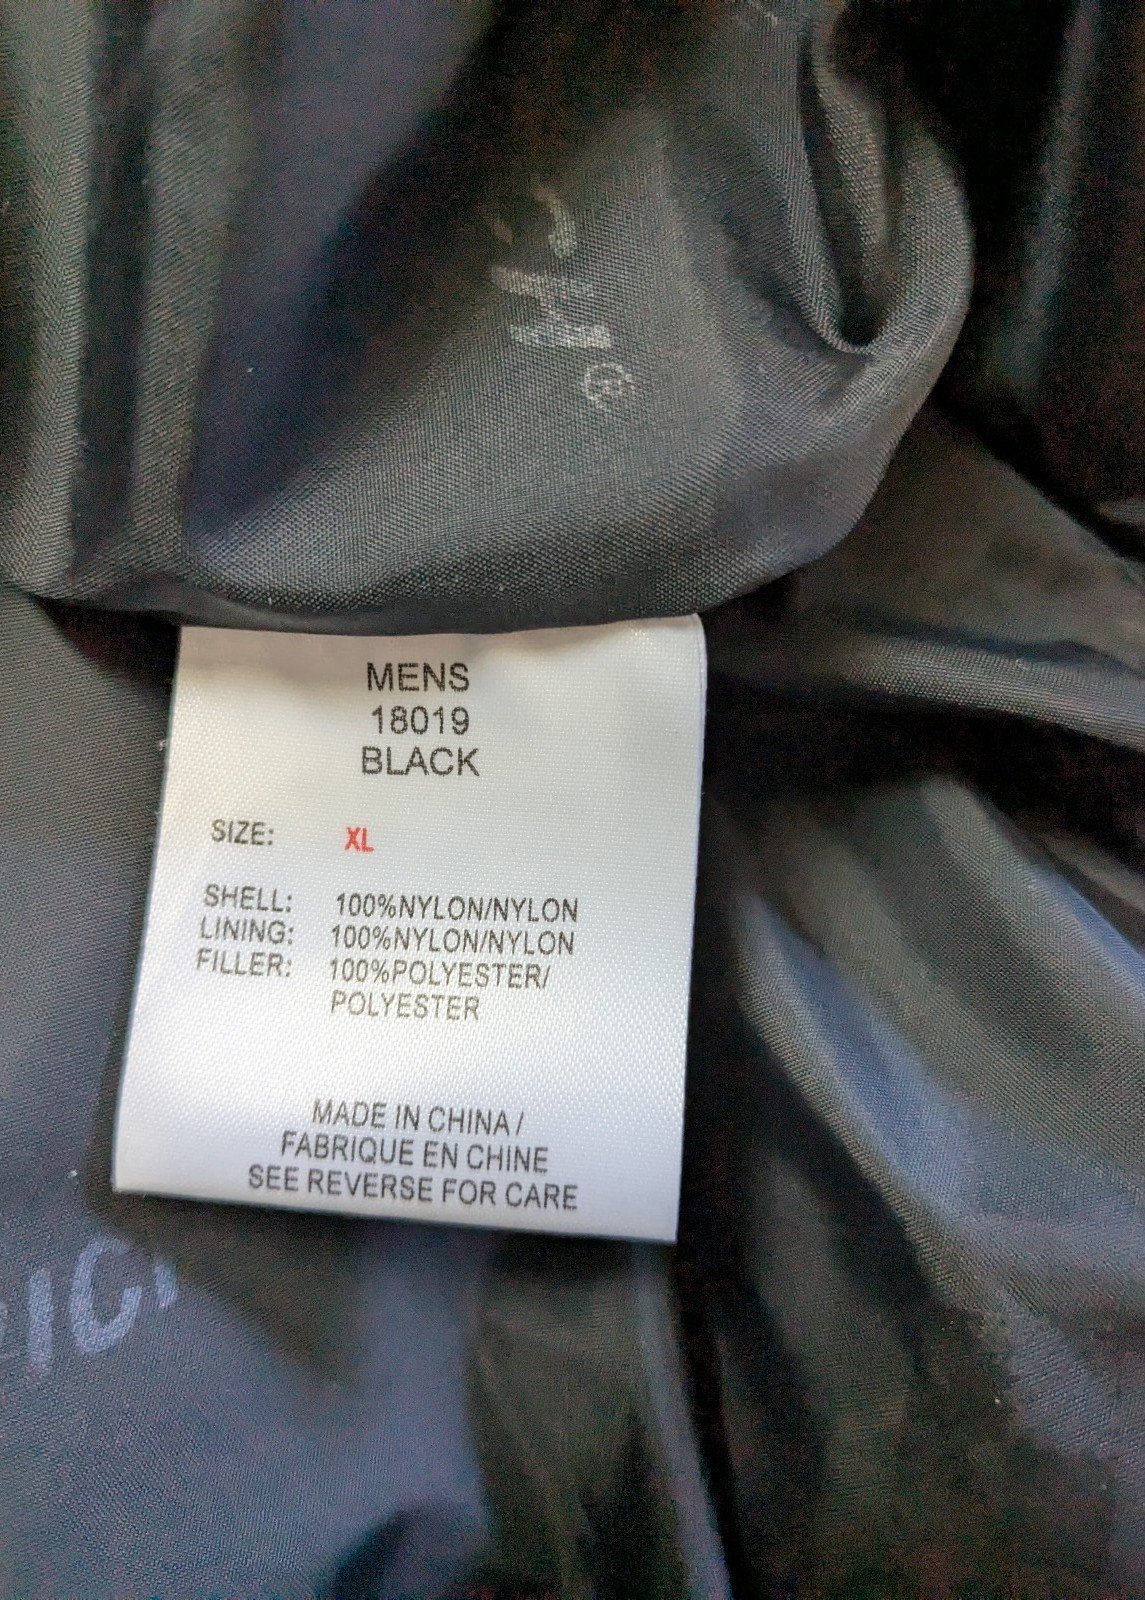 MENS
18019
BLACK
SIZE: XL
SHELL: 100%NYLON/NYLON
LINING: 100%NYLON/NYLON
FILLER: 100%POLYESTER/
POLYESTER
MADE IN CHINA /
FABRIQUE EN CHINE
SEE REVERSE FOR CARE